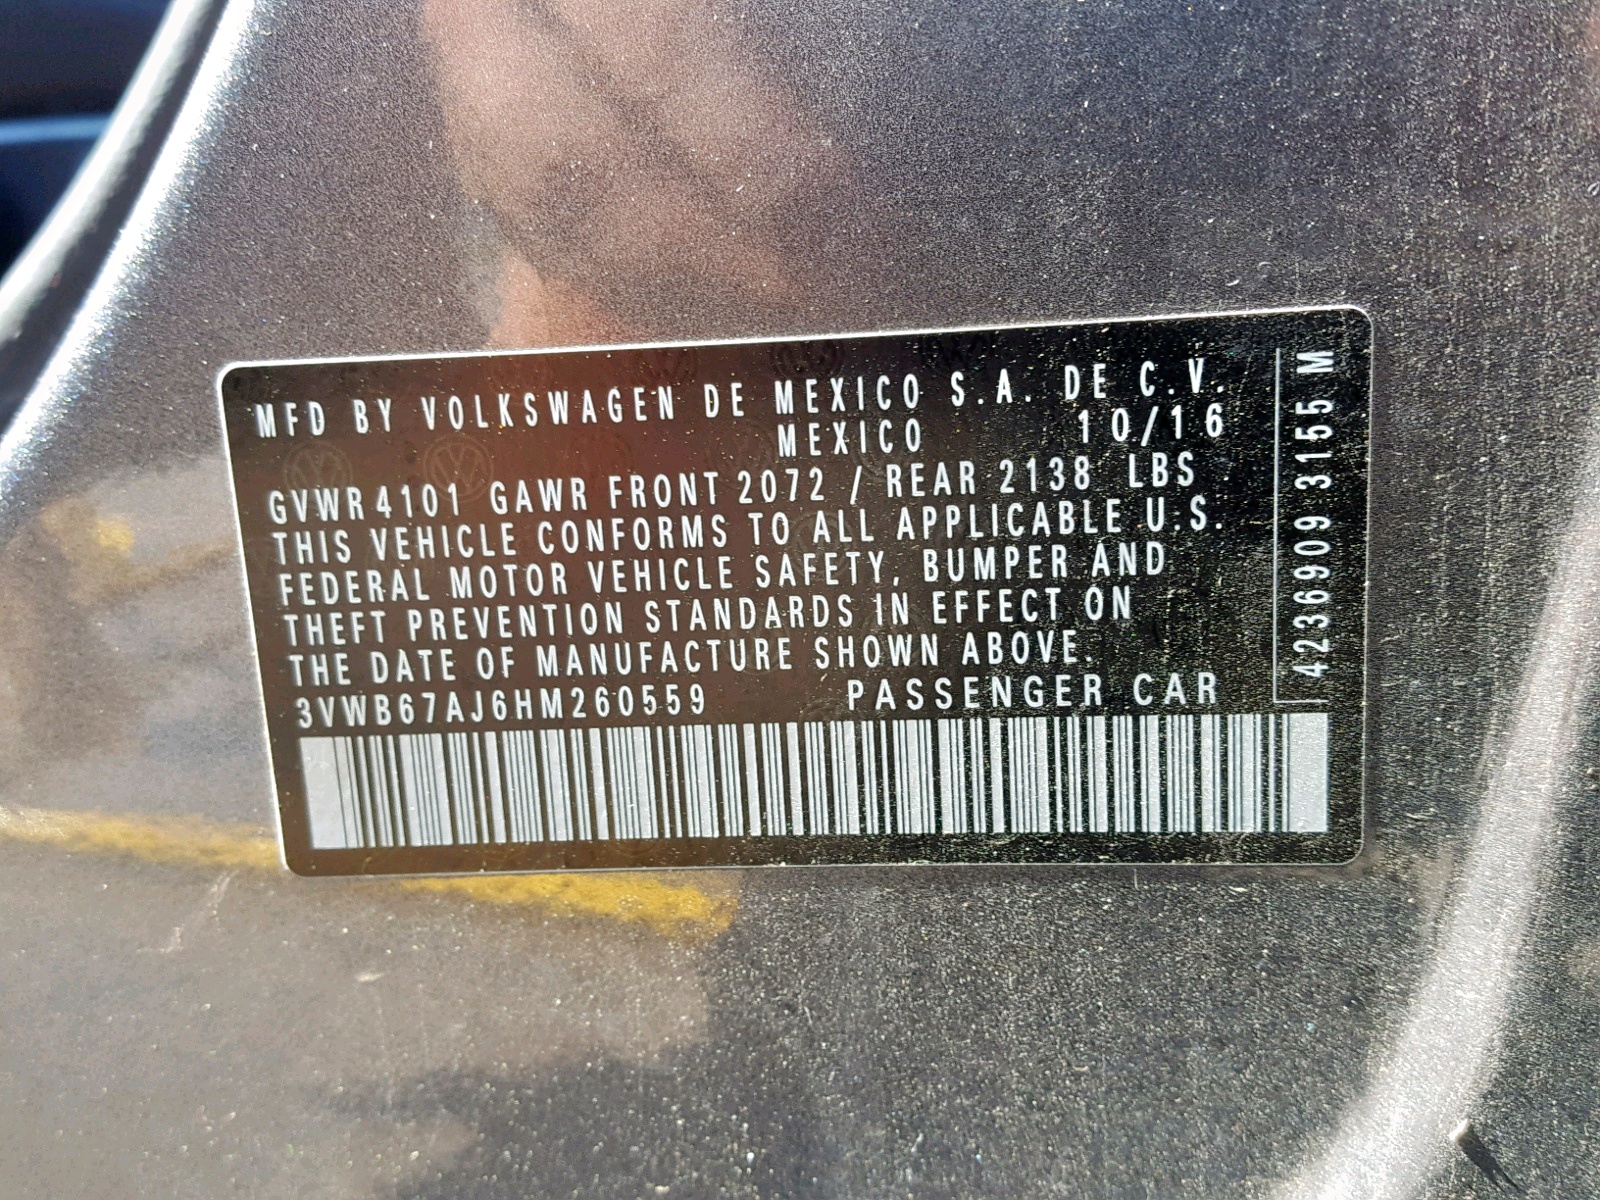 MFD BY VOLKSWAGEN DE MEXICO S.A. DE C.V.
MEXICO 10/16
GVWR 4101 GAWR FRONT 2072 / REAR 2138 LBS
THIS VEHICLE CONFORMS TO ALL APPLICABLE U.S.
FEDERAL MOTOR VEHICLE SAFETY, BUMPER AND
THEFT PREVENTION STANDARDS IN EFFECT ON
THE DATE OF MANUFACTURE SHOWN ABOVE.
3VWB67AJ6HM260559 PASSENGER CAR
4236909 3155 M